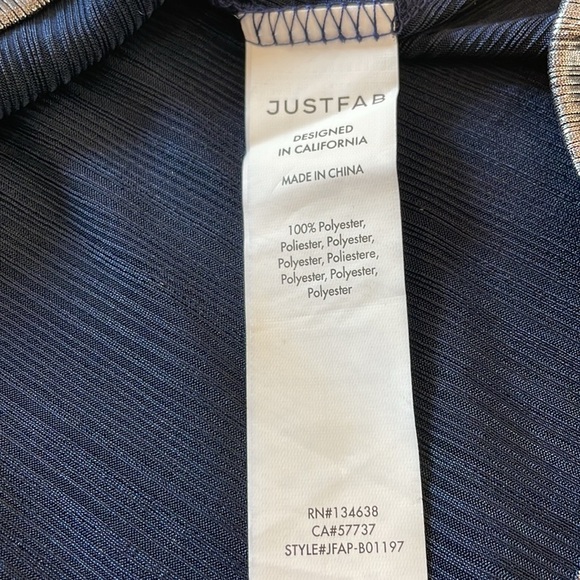 JUSTFAB
DESIGNED
IN CALIFORNIA
MADE IN CHINA
100% Polyester,
Poliester, Polyester,
Polyester, Poliestere,
Polyester, Polyester,
Polyester
RN#134638
CA#57737
STYLE#JFAP-B01197